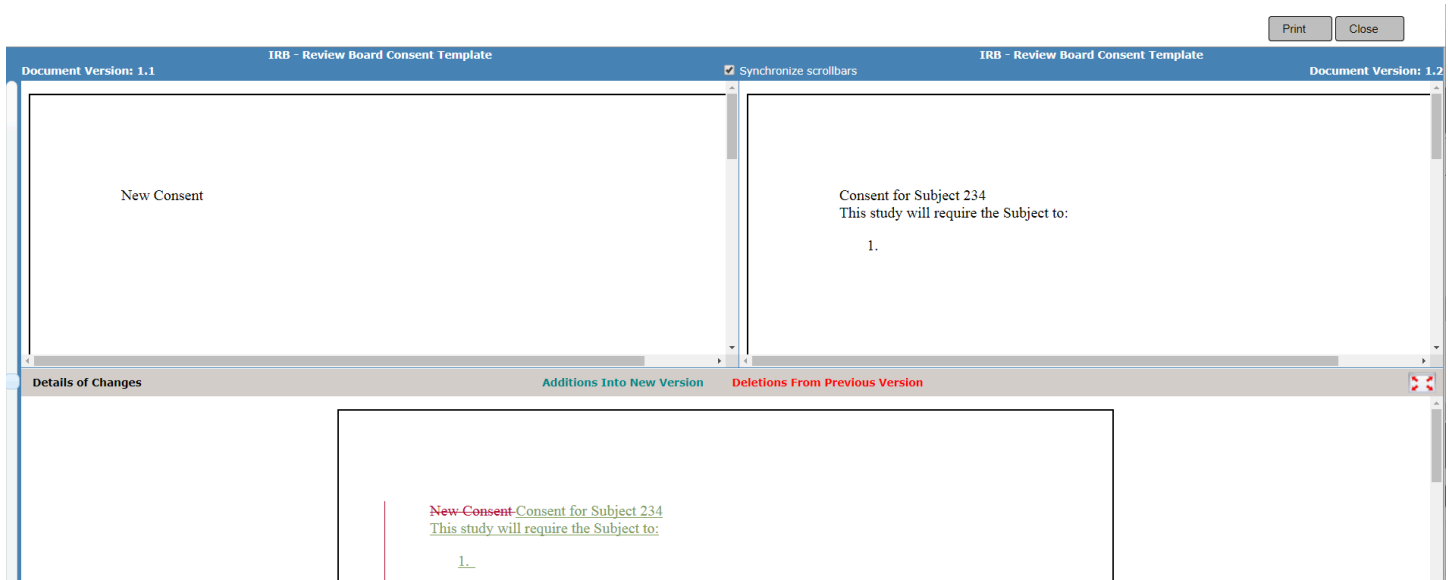 Print Close
IRB - Review Board Consent Template
Document Version: 1.1
Synchronize scrollbars
IRB - Review Board Consent Template
Document Version: 1.2
New Consent
Consent for Subject 234
This study will require the Subject to:
1.
Details of Changes Additions Into New Version Deletions From Previous Version
New Consent Consent for Subject 234
This study will require the Subject to:
1.